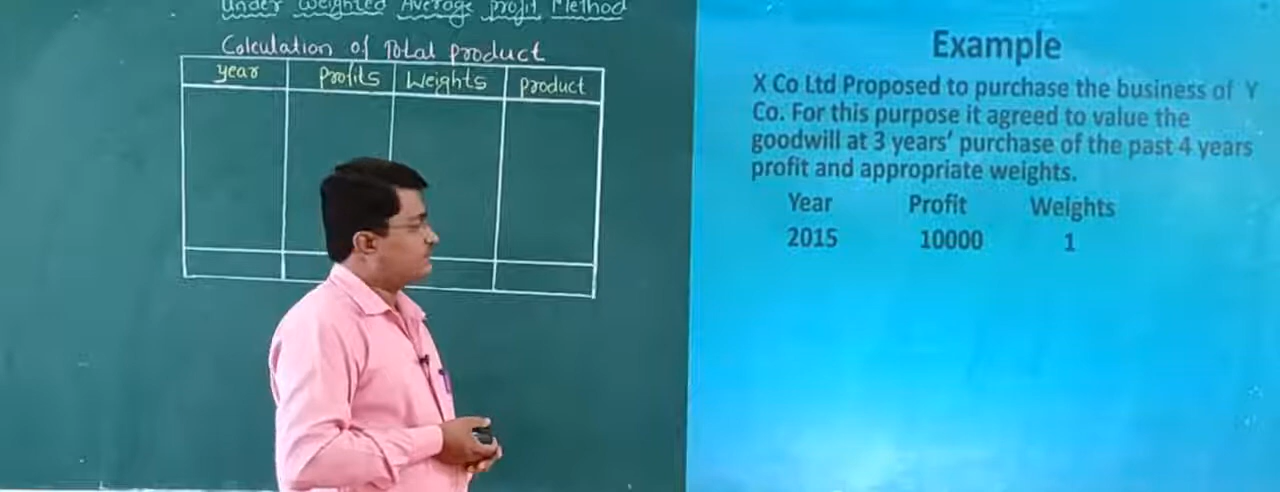 Under Weighted Average profit Method
Calculation of Total product
year profits Weights product
Example
X Co Ltd Proposed to purchase the business of Y
Co. For this purpose it agreed to value the
goodwill at 3 years' purchase of the past 4 years
profit and appropriate weights.
Year Profit Weights
2015 10000 1